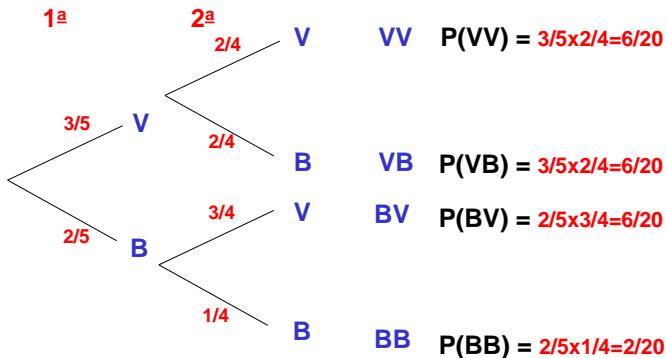 1ª 2ª
2/4 V VV P(VV) = 3/5x2/4=6/20
3/5 V
2/4 B VB P(VB) = 3/5x2/4=6/20
3/4 V BV P(BV) = 2/5x3/4=6/20
2/5 B
1/4 B BB P(BB) = 2/5x1/4=2/20